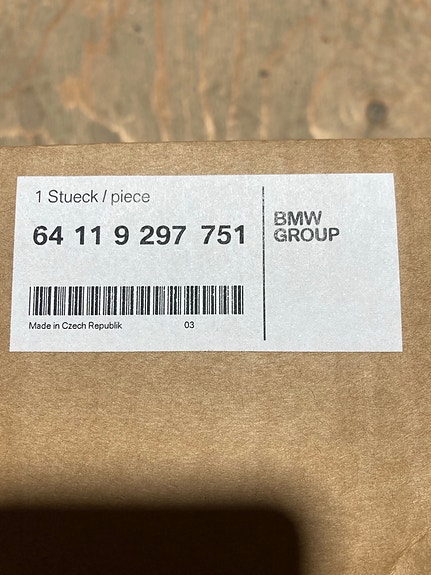 1 Stueck / piece
64 11 9 297 751
BMW
GROUP
Made in Czech Republik 03